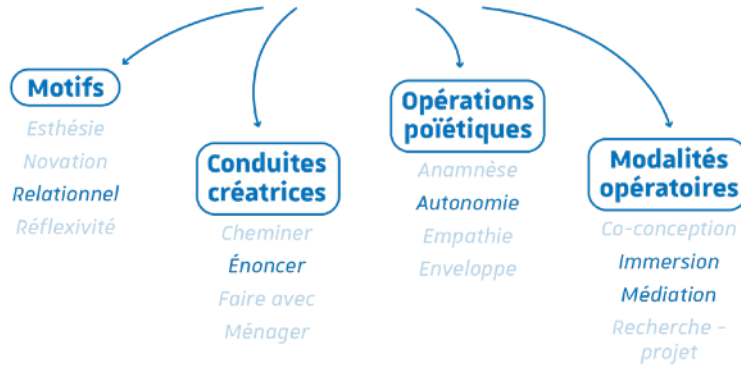 Motifs
Esthésie
Novation
Relationnel
Réflexivité
Conduites
créatrices
Cheminer
Énoncer
Faire avec
Ménager
Opérations
poïétiques
Anamnèse
Autonomie
Empathie
Enveloppe
Modalités
opératoires
Co-conception
Immersion
Médiation
Recherche -
projet